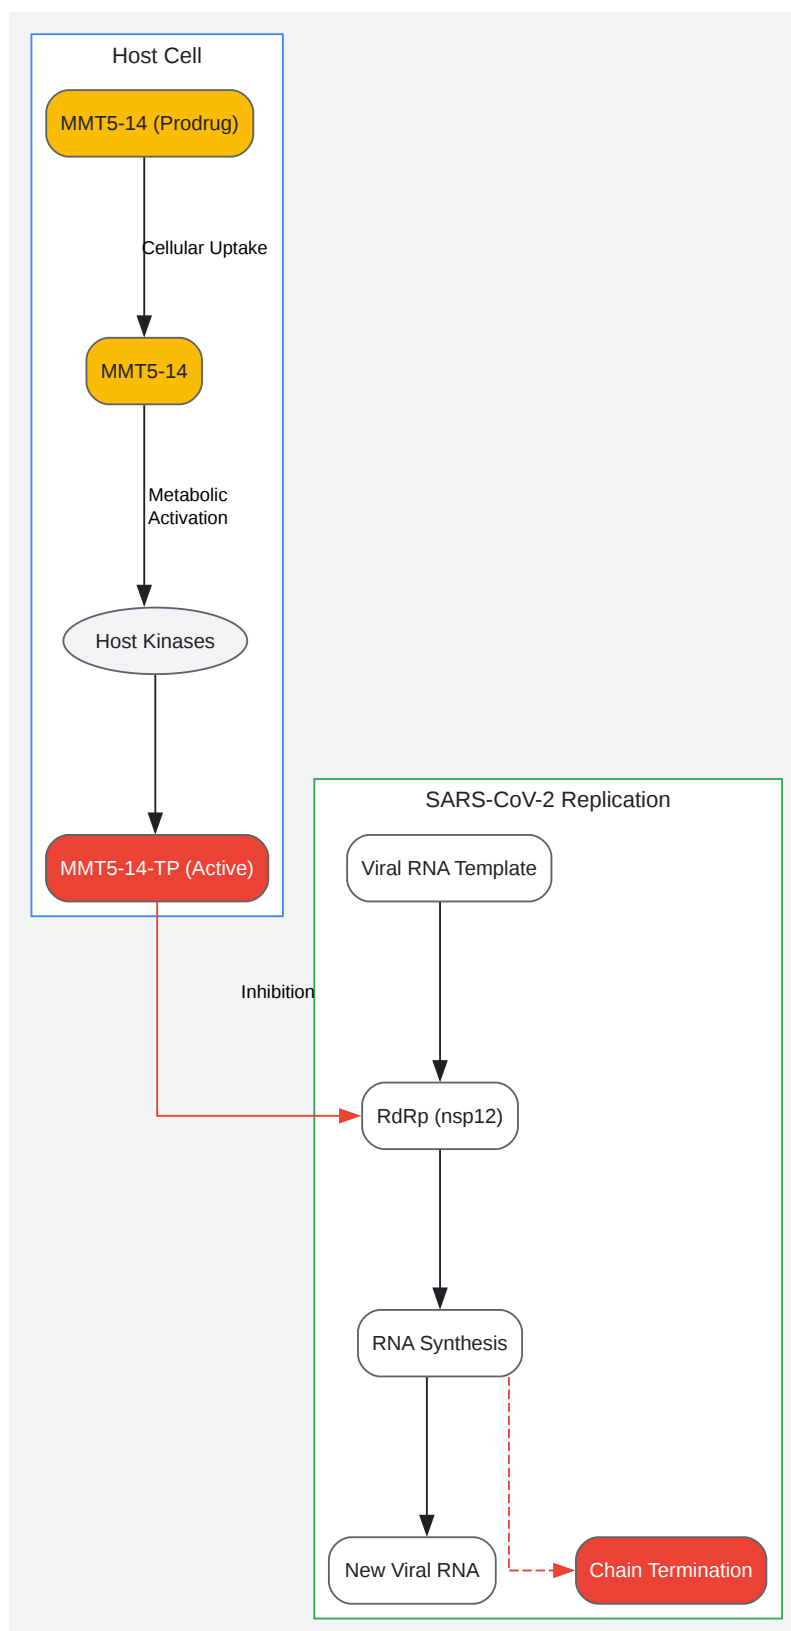 Host Cell
MMT5-14 (Prodrug)
Cellular Uptake
MMT5-14
Metabolic
Activation
Host Kinases
MMT5-14-TP (Active)
Inhibition
SARS-CoV-2 Replication
Viral RNA Template
RdRp (nsp12)
RNA Synthesis
New Viral RNA
Chain Termination